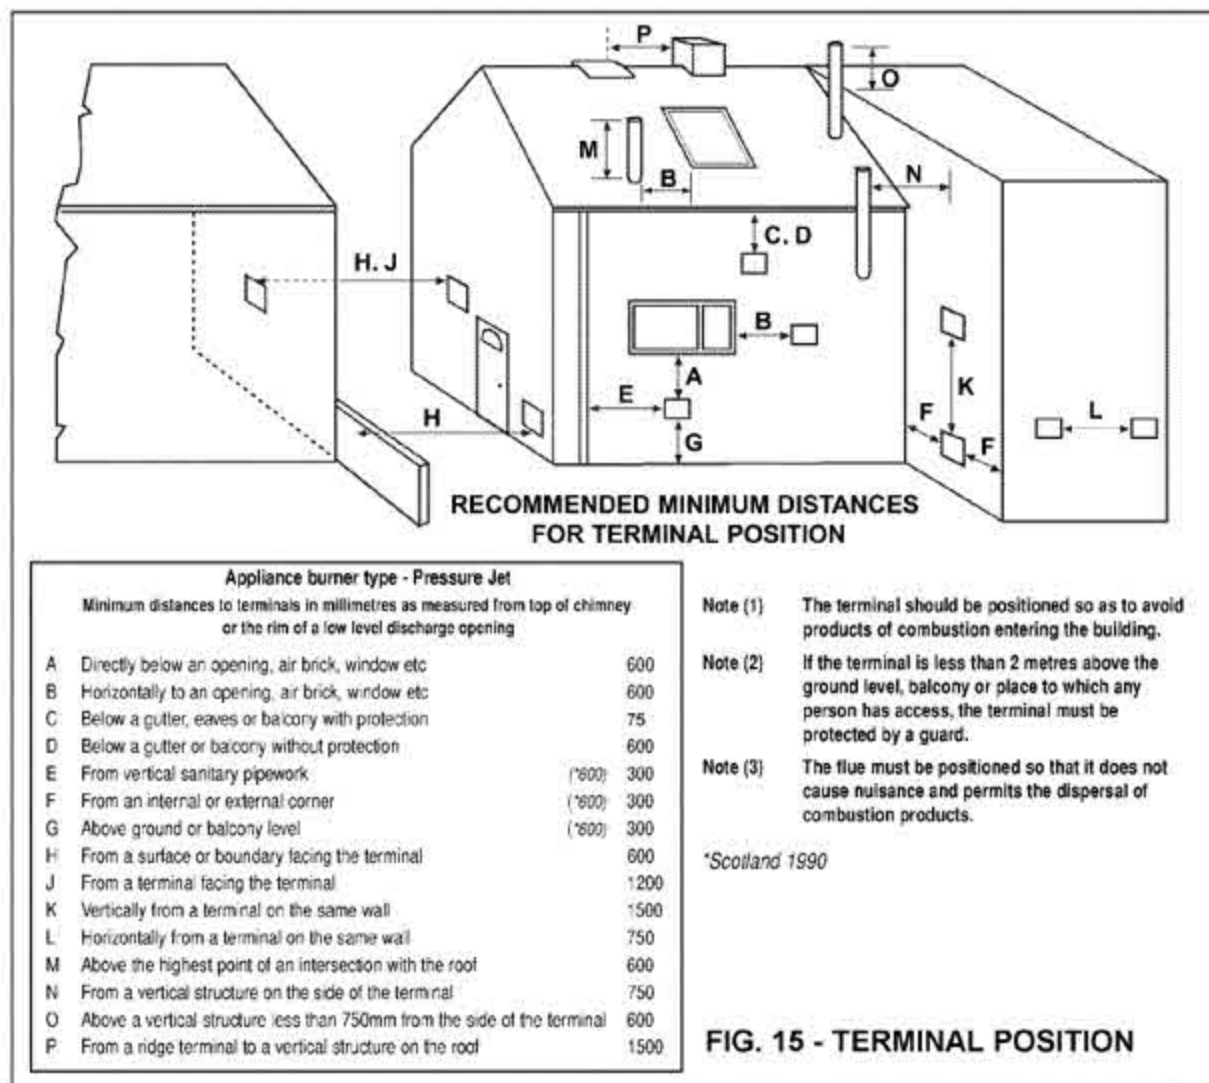 P
O
M
B
N
C. D
H. J
B
A
E
K
F
L
H
G
F
RECOMMENDED MINIMUM DISTANCES
FOR TERMINAL POSITION
Appliance burner type - Pressure Jet
Minimum distances to terminals in millimetres as measured from top of chimney
or the rim of a low level discharge opening
A Directly below an opening, air brick, window etc 600
B Horizontally to an opening, air brick, window etc 600
C Below a gutter, eaves or balcony with protection 75
D Below a gutter or balcony without protection 600
E From vertical sanitary pipework (*600) 300
F From an internal or external corner (*600) 300
G Above ground or balcony level (*600) 300
H From a surface or boundary facing the terminal 600
J From a terminal facing the terminal 1200
K Vertically from a terminal on the same wall 1500
L Horizontally from a terminal on the same wall 750
M Above the highest point of an intersection with the roof 600
N From a vertical structure on the side of the terminal 750
O Above a vertical structure less than 750mm from the side of the terminal 600
P From a ridge terminal to a vertical structure on the roof 1500
Note (1) The terminal should be positioned so as to avoid
products of combustion entering the building.
Note (2) If the terminal is less than 2 metres above the
ground level, balcony or place to which any
person has access, the terminal must be
protected by a guard.
Note (3) The flue must be positioned so that it does not
cause nuisance and permits the dispersal of
combustion products.
*Scotland 1990
FIG. 15 - TERMINAL POSITION